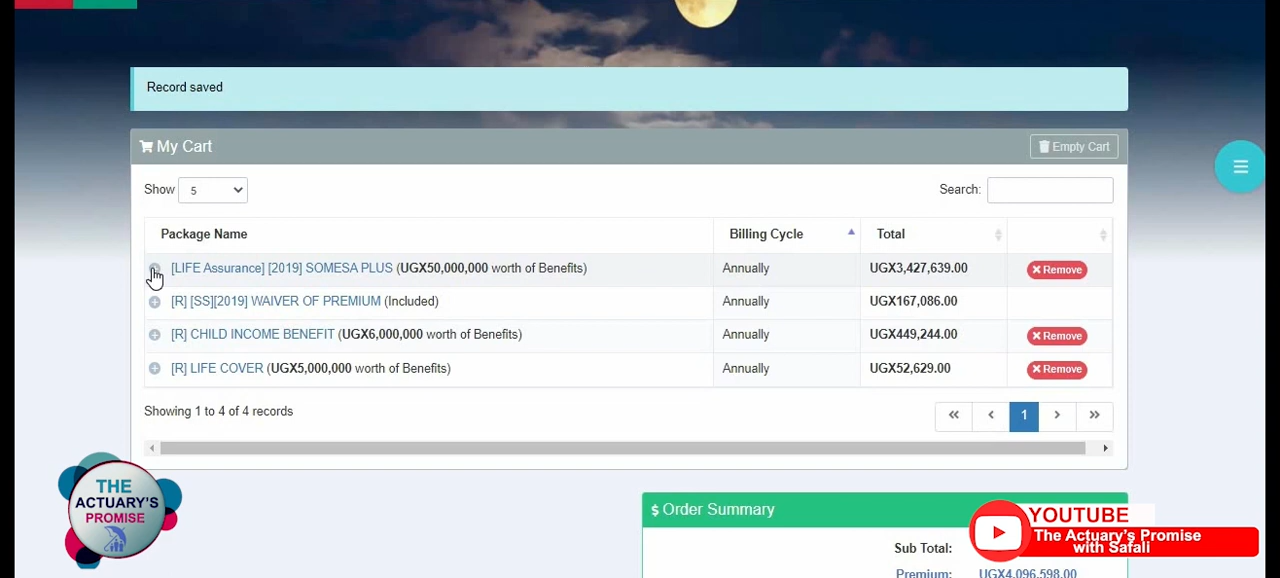 Record saved
My Cart
Empty Cart
Show 5
Search:
Package Name Billing Cycle Total
[LIFE Assurance] [2019] SOMESA PLUS (UGX50,000,000 worth of Benefits) Annually UGX3,427,639.00 Remove
[R] [SS][2019] WAIVER OF PREMIUM (Included) Annually UGX167,086.00
[R] CHILD INCOME BENEFIT (UGX6,000,000 worth of Benefits) Annually UGX449,244.00 Remove
[R] LIFE COVER (UGX5,000,000 worth of Benefits) Annually UGX52,629.00 Remove
Showing 1 to 4 of 4 records
« ‹ 1 › »
$ Order Summary
Sub Total:
Premium: UGX4,096,598.00
THE
ACTUARY'S
PROMISE
YOUTUBE
The Actuary's Promise
with Safali